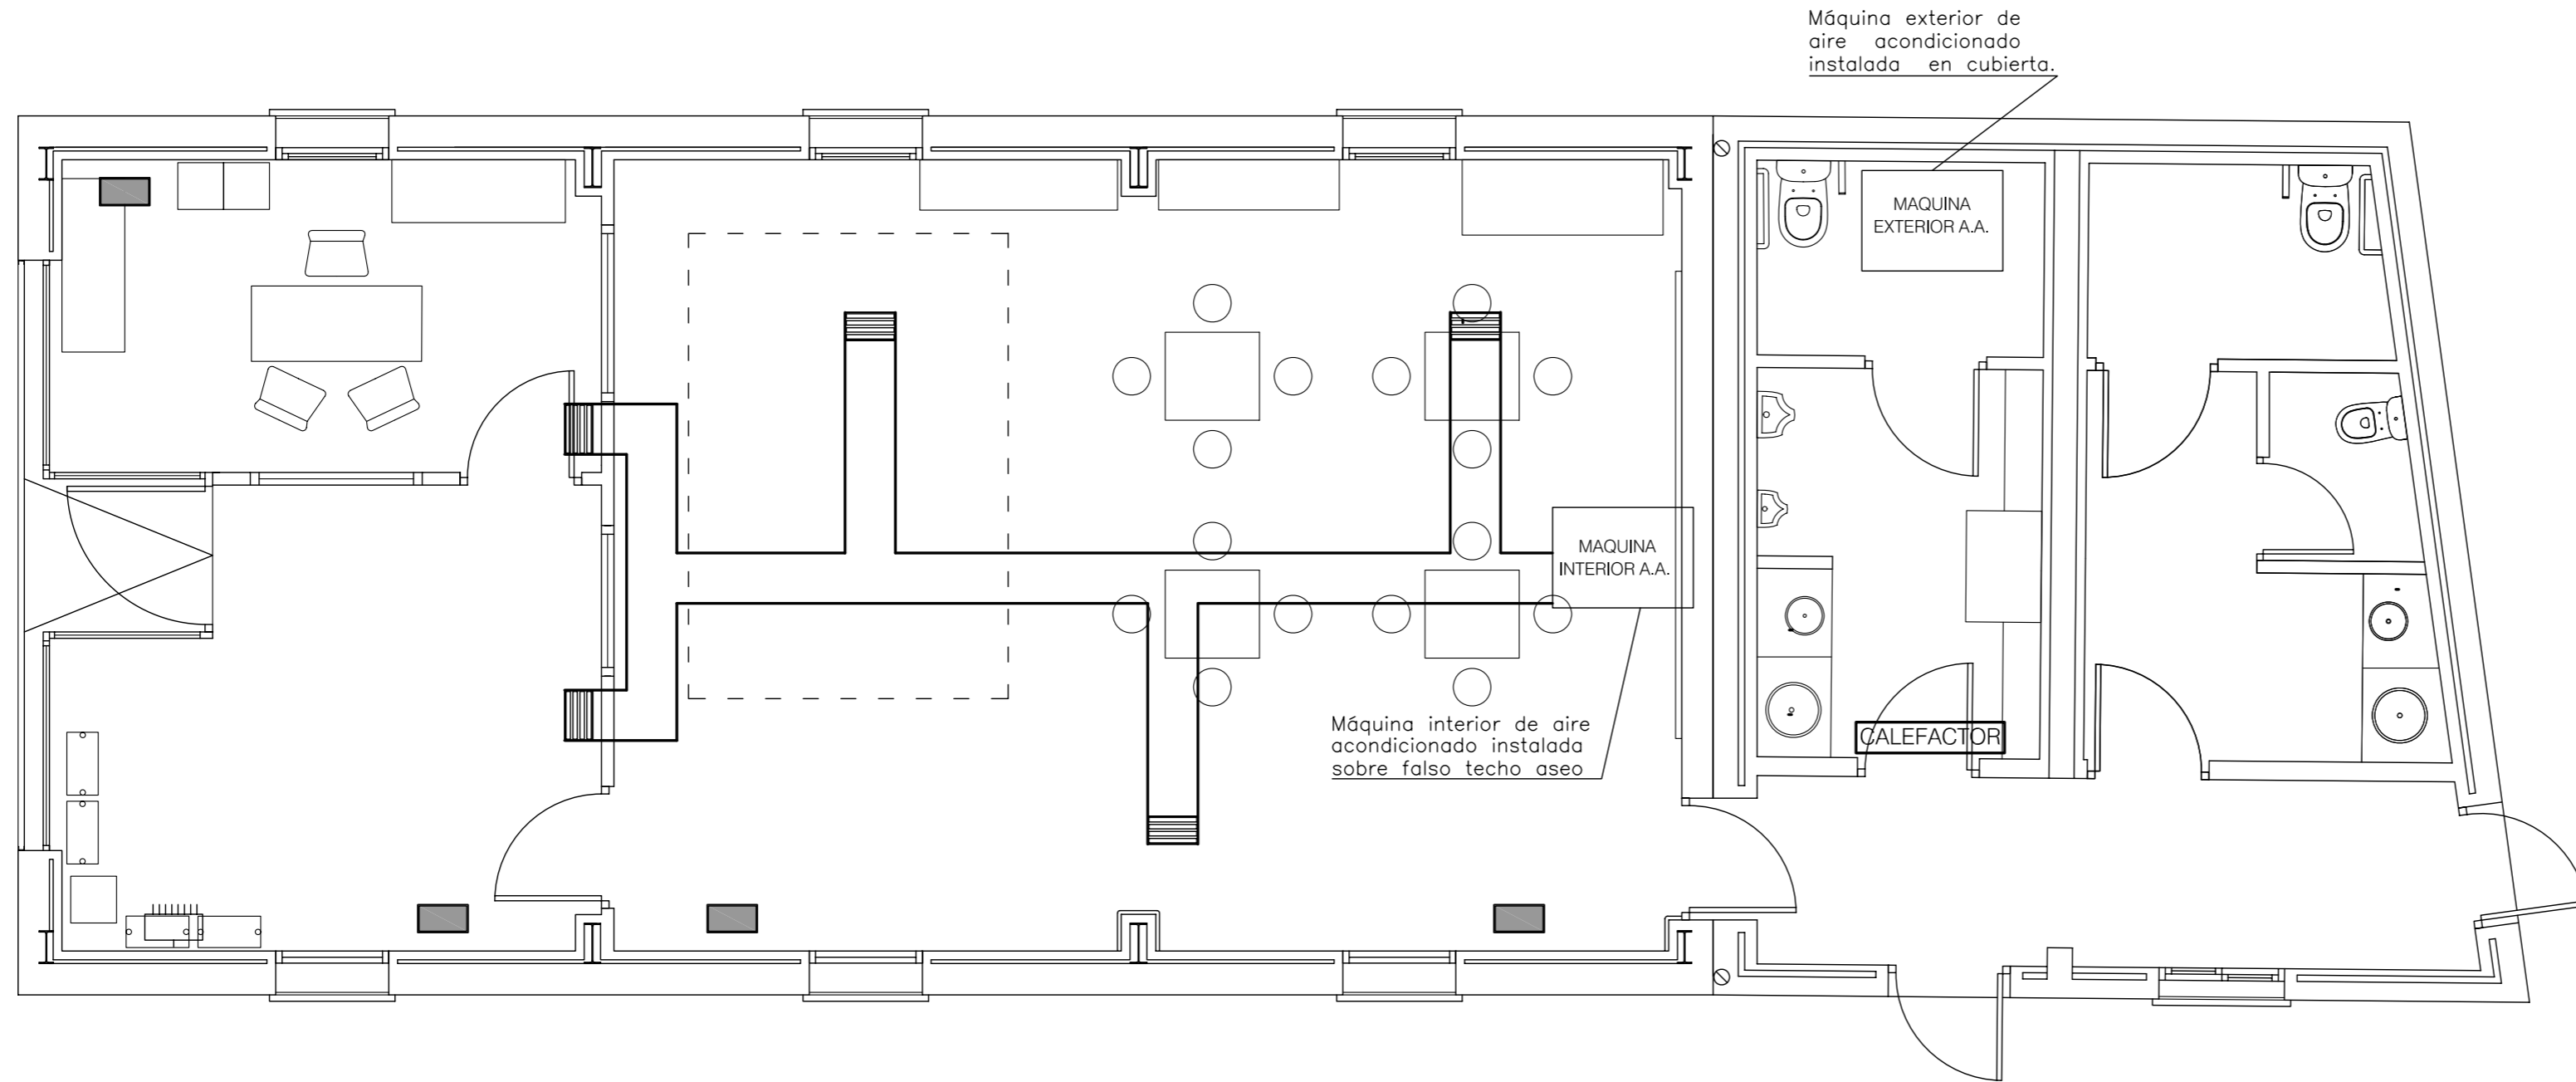 Máquina exterior de
aire acondicionado
instalada en cubierta.
MAQUINA
EXTERIOR A.A.
MAQUINA
INTERIOR A.A.
Máquina interior de aire
acondicionado instalada
sobre falso techo aseo
CALEFACTOR